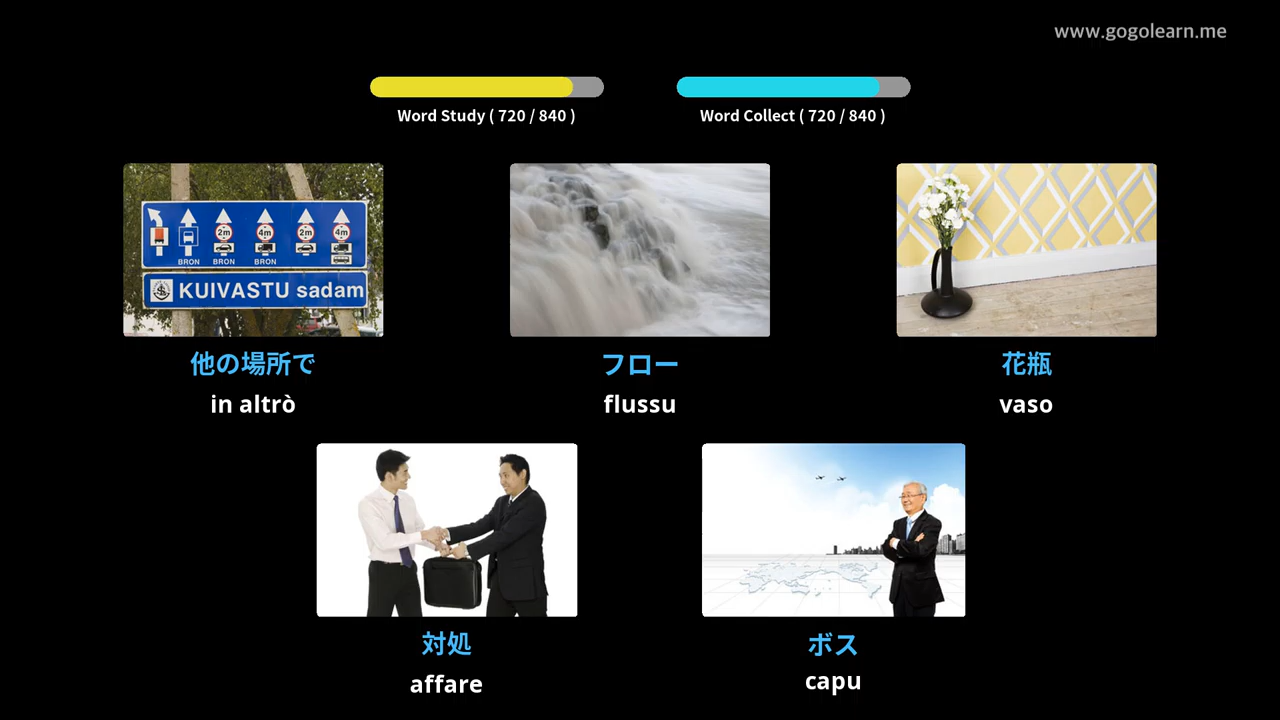 www.gogolearn.me
Word Study ( 720 / 840 )
Word Collect ( 720 / 840 )
2m
4m
2m
4m
BRON
BRON
BRON
KUIVASTU sadam
他の場所で
in altrò
フロー
flussu
花瓶
vaso
対処
affare
ボス
capu